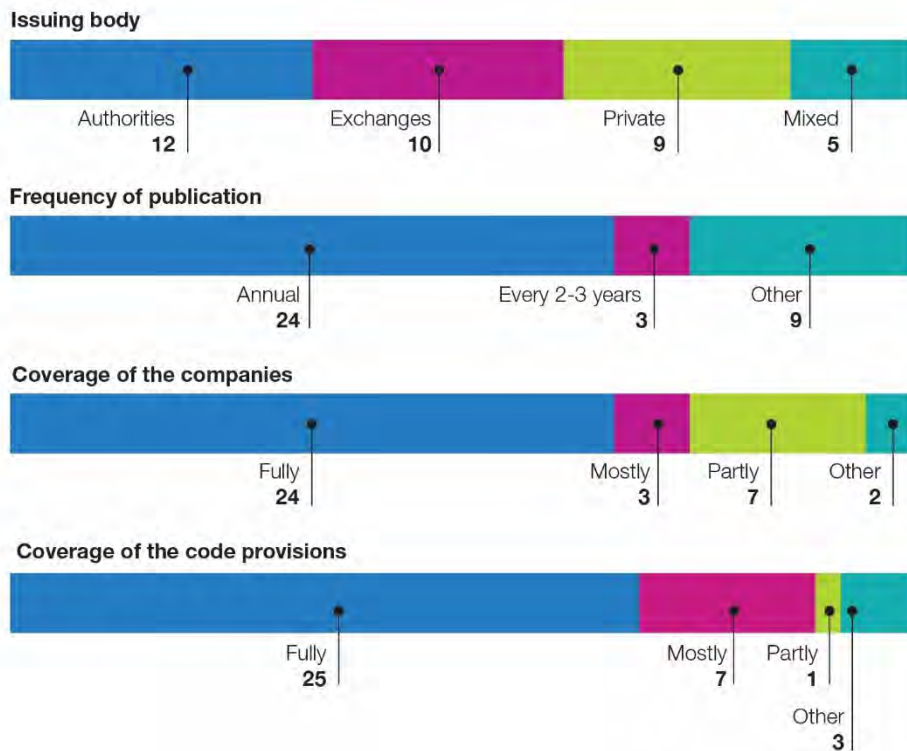 Issuing body
Authorities Exchanges Private Mixed
12 10 9 5
Frequency of publication
Annual Every 2-3 years Other
24 3 9
Coverage of the companies
Fully Mostly Partly Other
24 3 7 2
Coverage of the code provisions
Fully Mostly Partly
25 7 1
Other
3